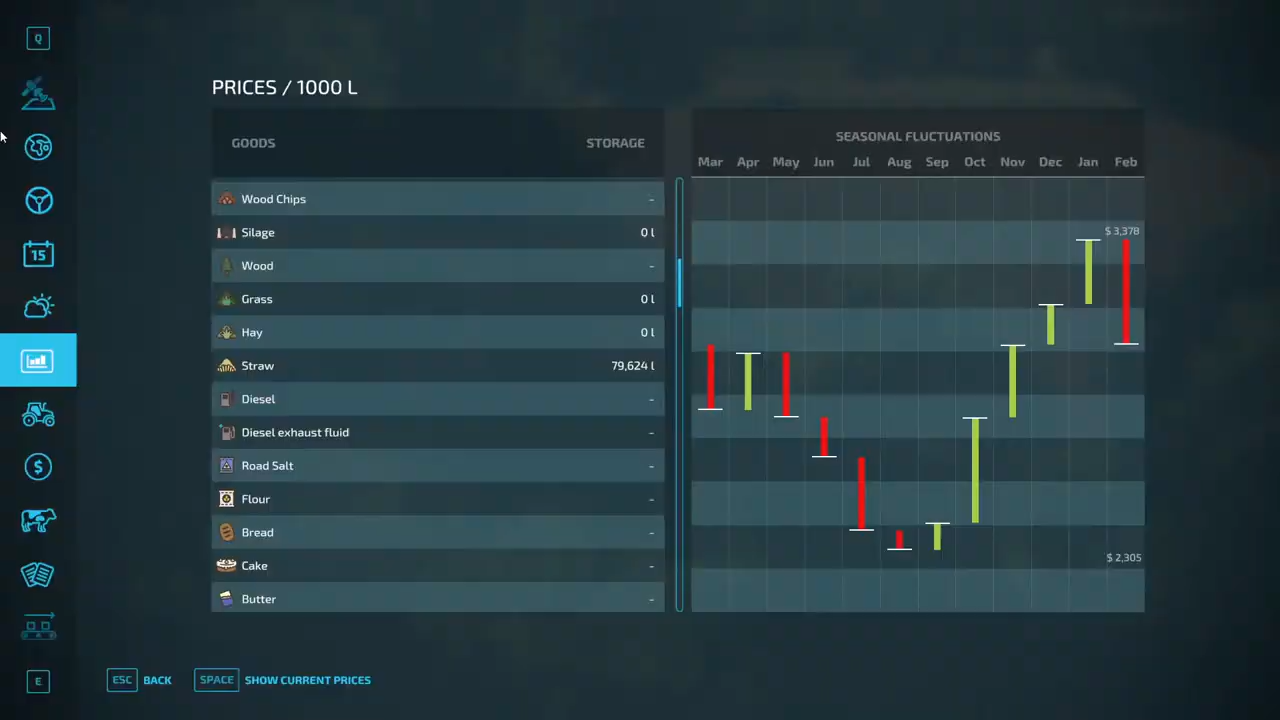 Q
PRICES / 1000 L
GOODS STORAGE
SEASONAL FLUCTUATIONS
Mar Apr May Jun Jul Aug Sep Oct Nov Dec Jan Feb
Wood Chips -
Silage 0 l
$ 3,378
Wood -
Grass 0 l
15
Hay 0 l
Straw 79,624 l
Diesel -
Diesel exhaust fluid -
Road Salt -
$
Flour -
Bread -
$ 2,305
Cake -
Butter -
E
ESC BACK SPACE SHOW CURRENT PRICES